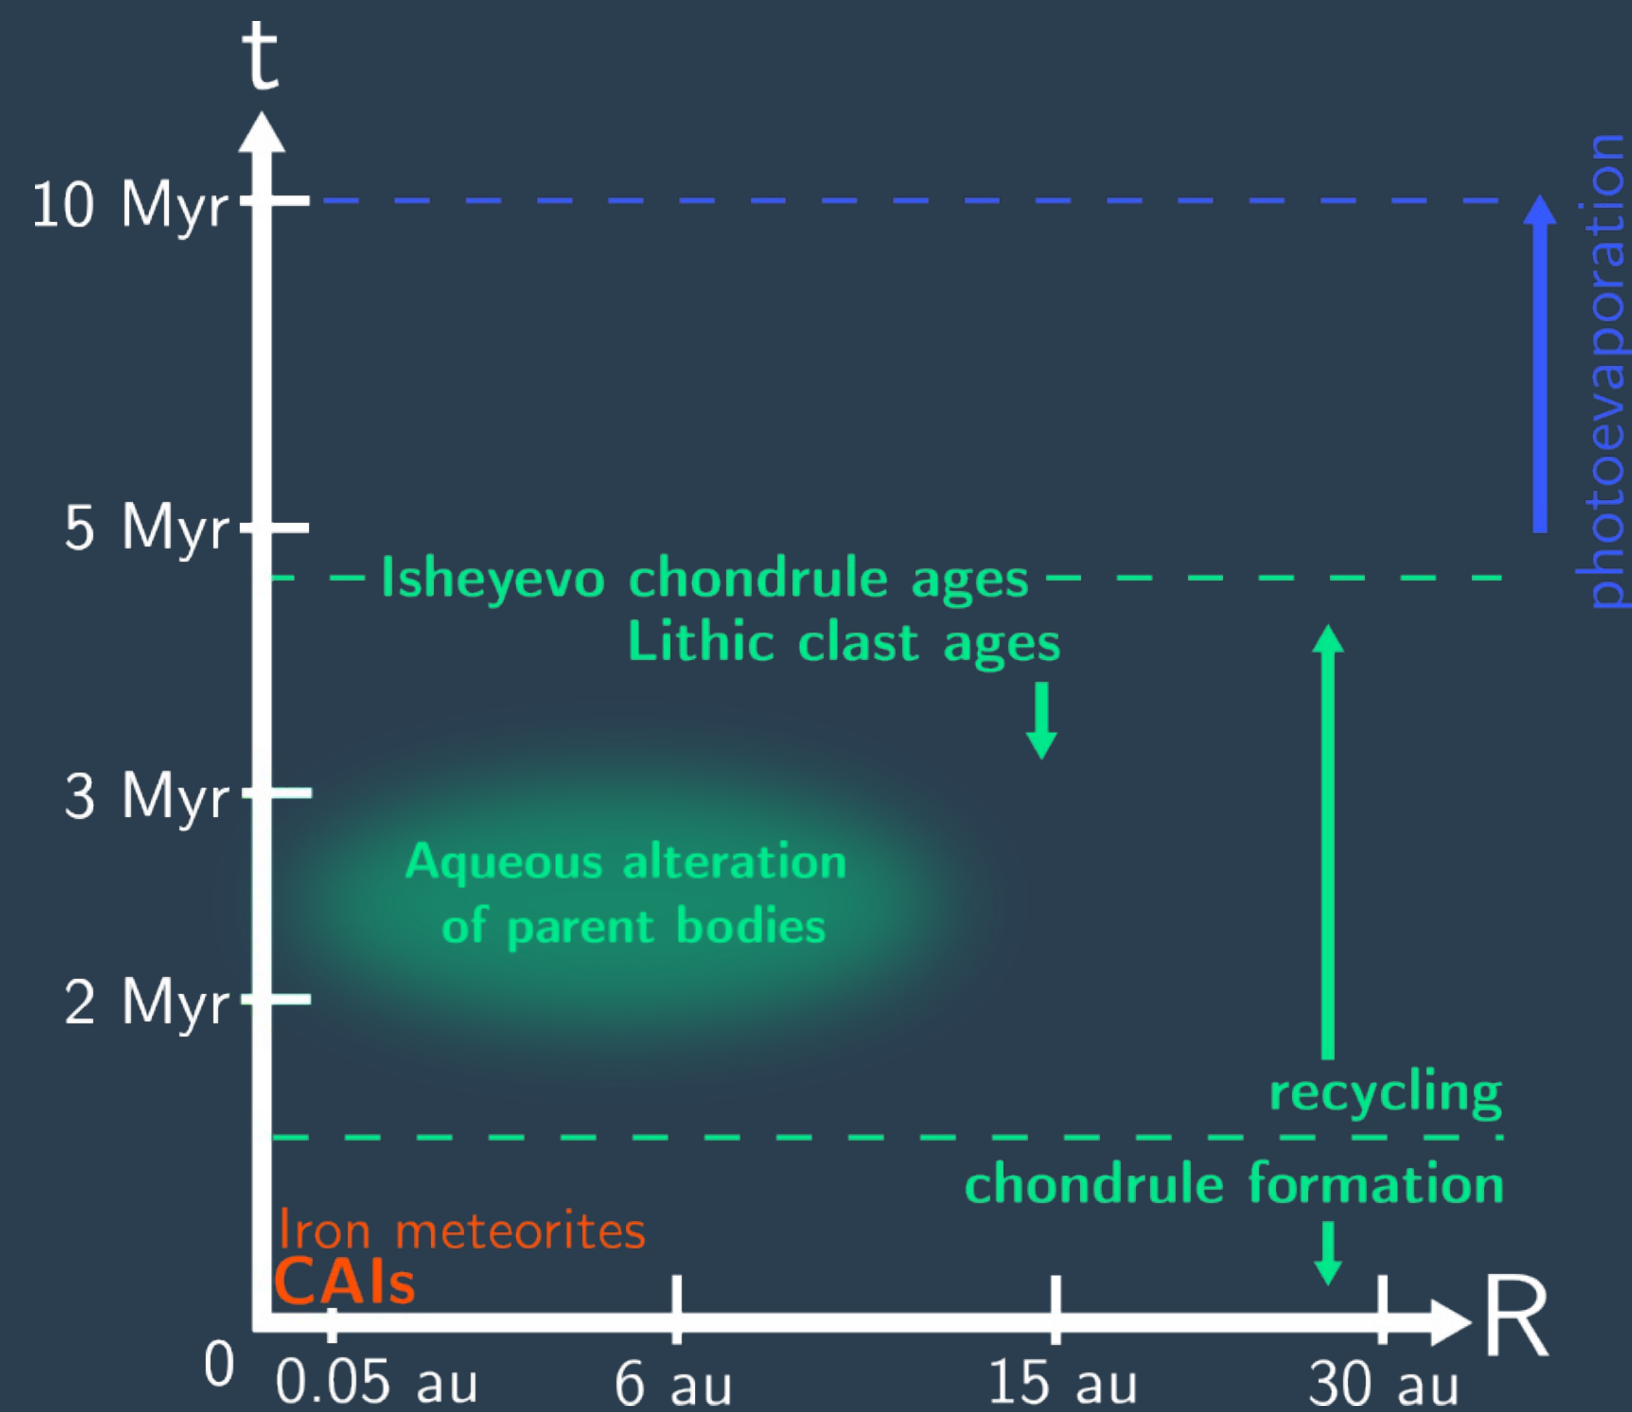 t
10 Myr
photoevaporation
5 Myr
Isheyevo chondrule ages
Lithic clast ages
3 Myr
Aqueous alteration
of parent bodies
2 Myr
recycling
chondrule formation
Iron meteorites
CAIs
R
0
0.05 au
6 au
15 au
30 au